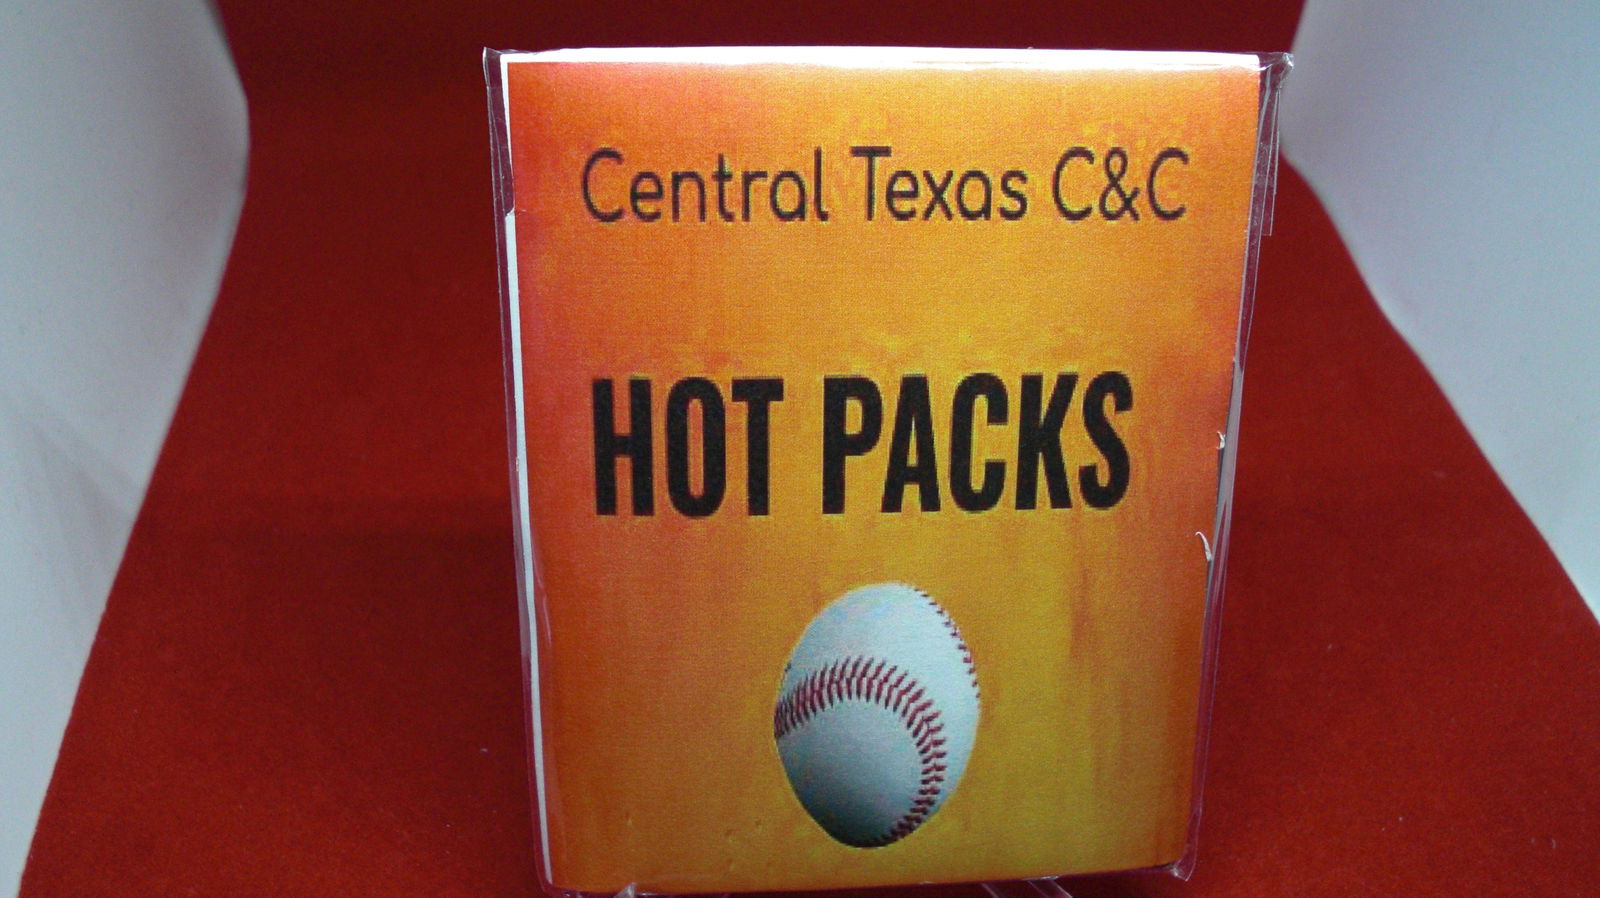 Central Texas C&C
HOT PACKS